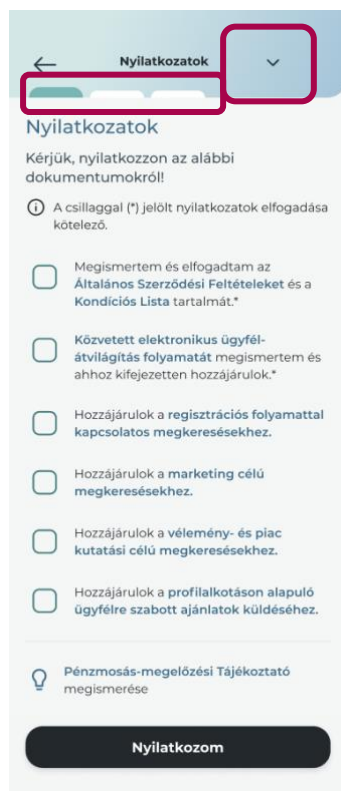 Nyilatkozatok
Nyilatkozatok
Kérjük, nyilatkozzon az alábbi
dokumentumokról!
A csillaggal (*) jelölt nyilatkozatok elfogadása
kötelező.
Megismertem és elfogadtam az
Általános Szerződési Feltételeket és a
Kondíciós Lista tartalmát.*
Közvetett elektronikus ügyfél-
átvilágítás folyamatát megismertem és
ahhoz kifejezetten hozzájárulok.*
Hozzájárulok a regisztrációs folyamattal
kapcsolatos megkeresésekhez.
Hozzájárulok a marketing célú
megkeresésekhez.
Hozzájárulok a vélemény- és piac
kutatási célú megkeresésekhez.
Hozzájárulok a profilalkotáson alapuló
ügyfélre szabott ajánlatok küldéséhez.
Pénzmosás-megelőzési Tájékoztató
megismerése
Nyilatkozom